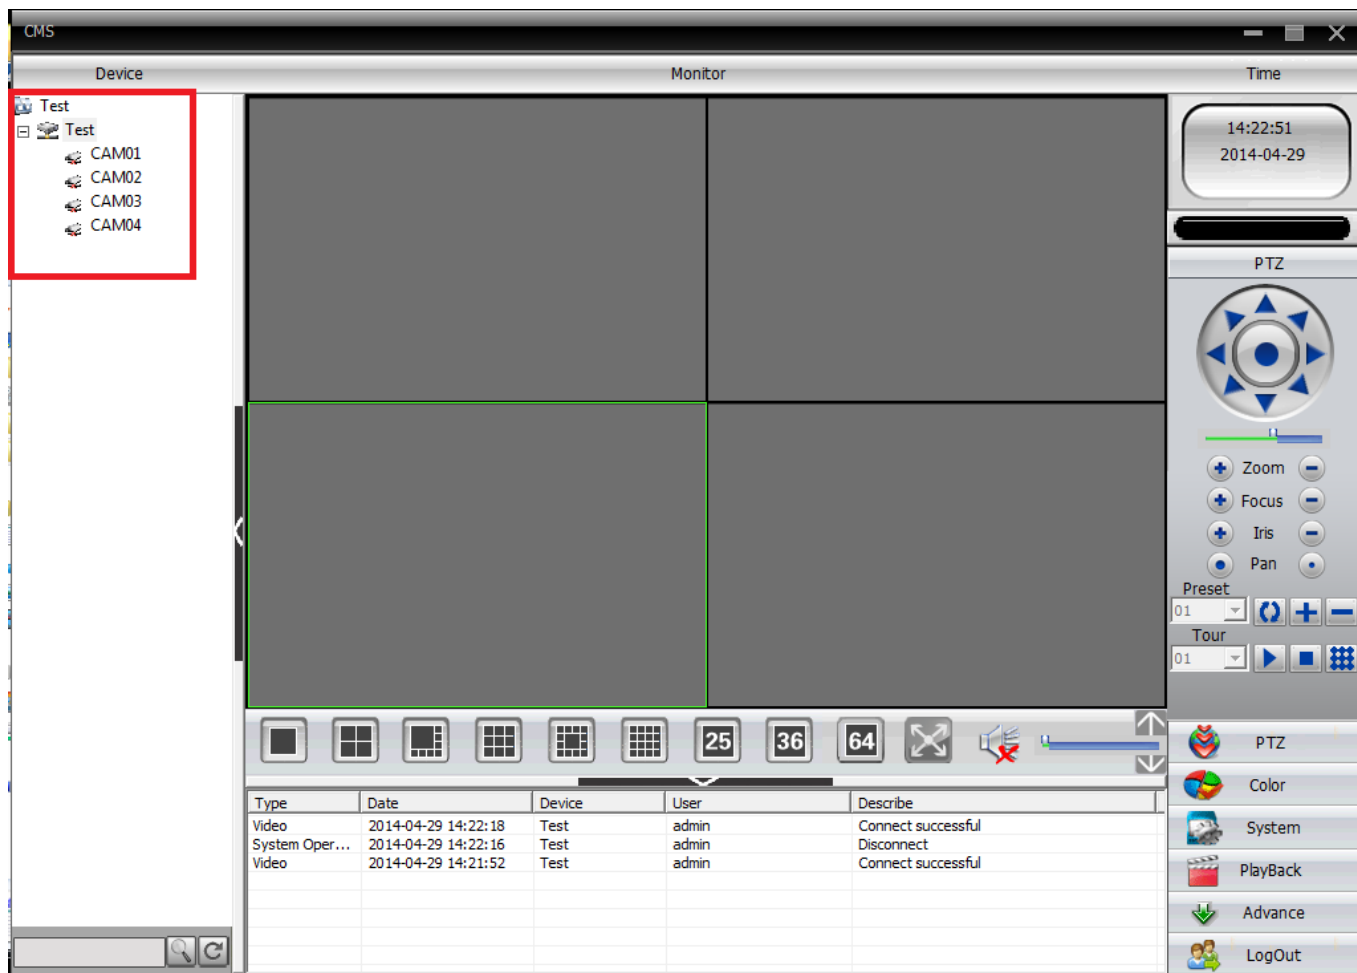 CMS
Device Monitor Time
Test
Test
CAM01
CAM02
CAM03
CAM04
14:22:51
2014-04-29
PTZ
Zoom
Focus
Iris
Pan
Preset
01
Tour
01
25 36 64
PTZ
Color
System
PlayBack
Advance
LogOut
Type Date Device User Describe
Video 2014-04-29 14:22:18 Test admin Connect successful
System Oper... 2014-04-29 14:22:16 Test admin Disconnect
Video 2014-04-29 14:21:52 Test admin Connect successful